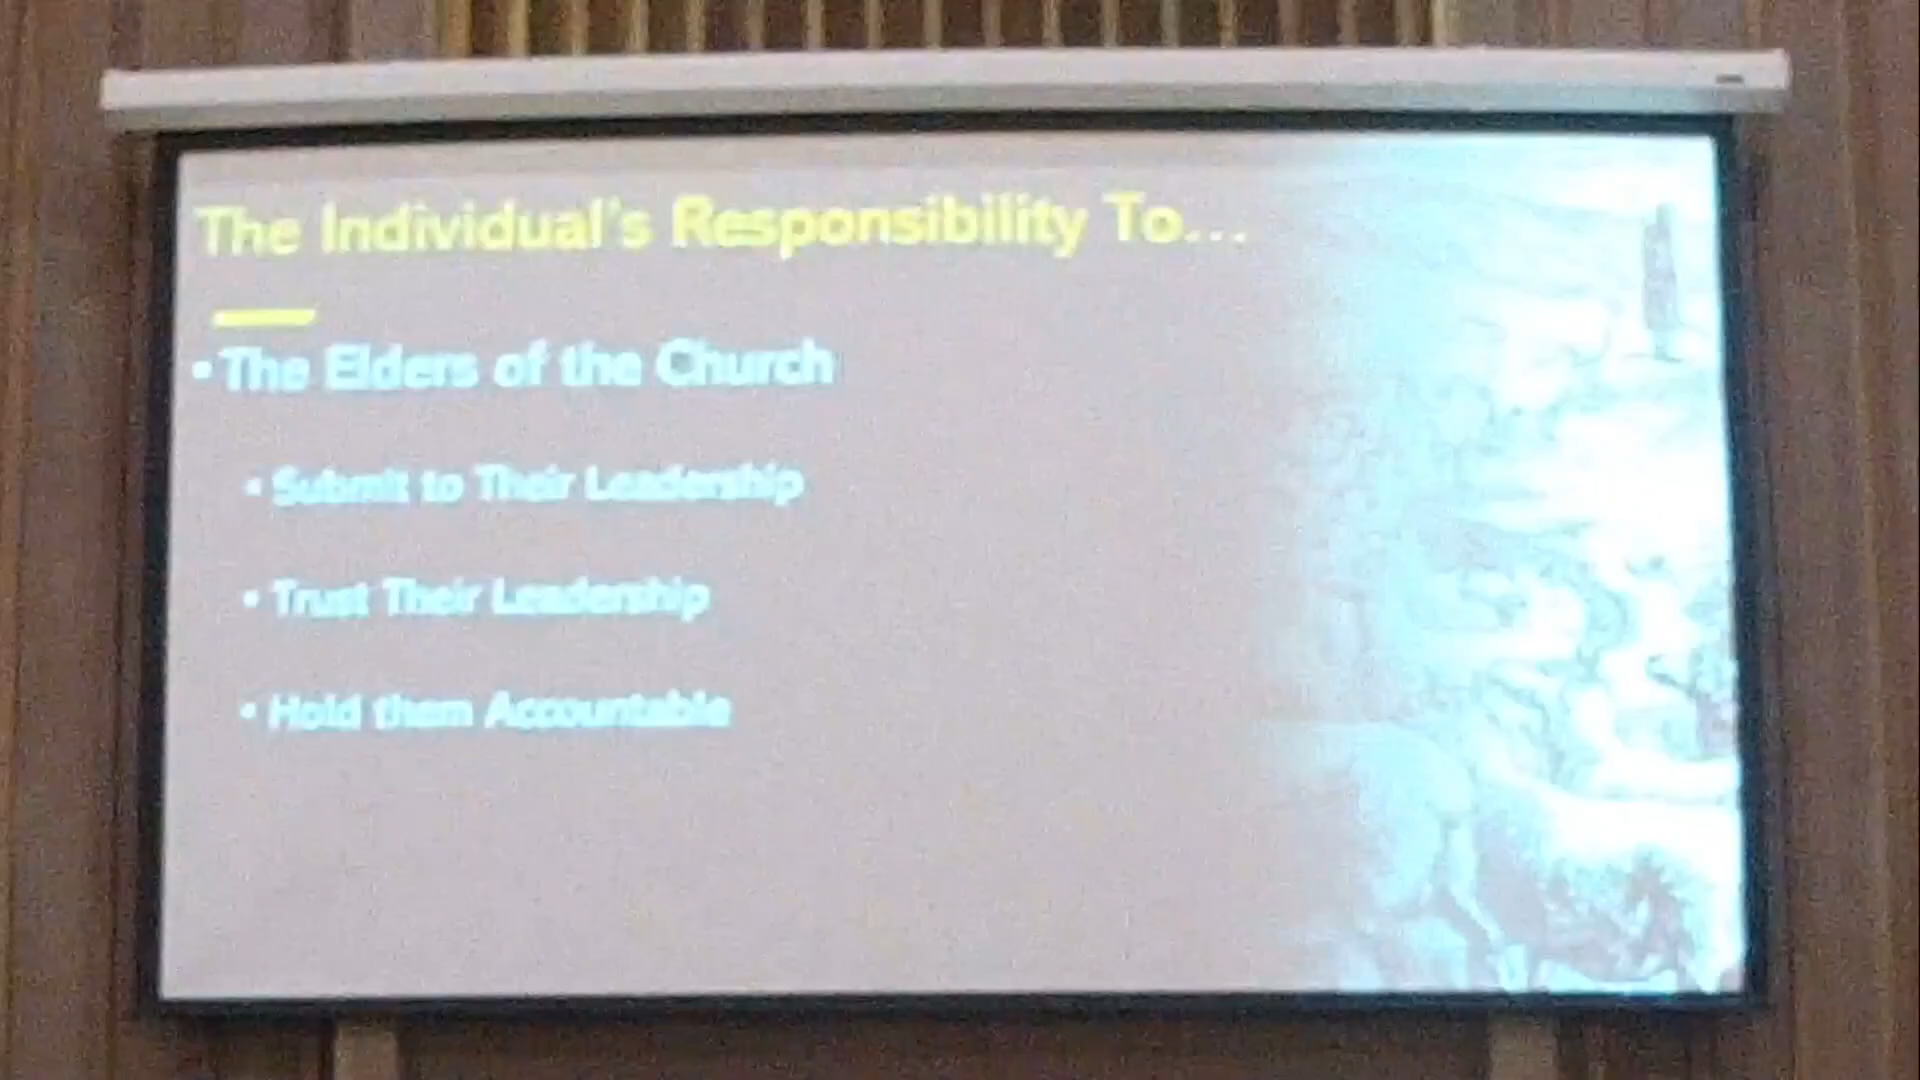 The Individual's Responsibility To...
• The Elders of the Church
• Submit to Their Leadership
• Trust Their Leadership
• Hold them Accountable